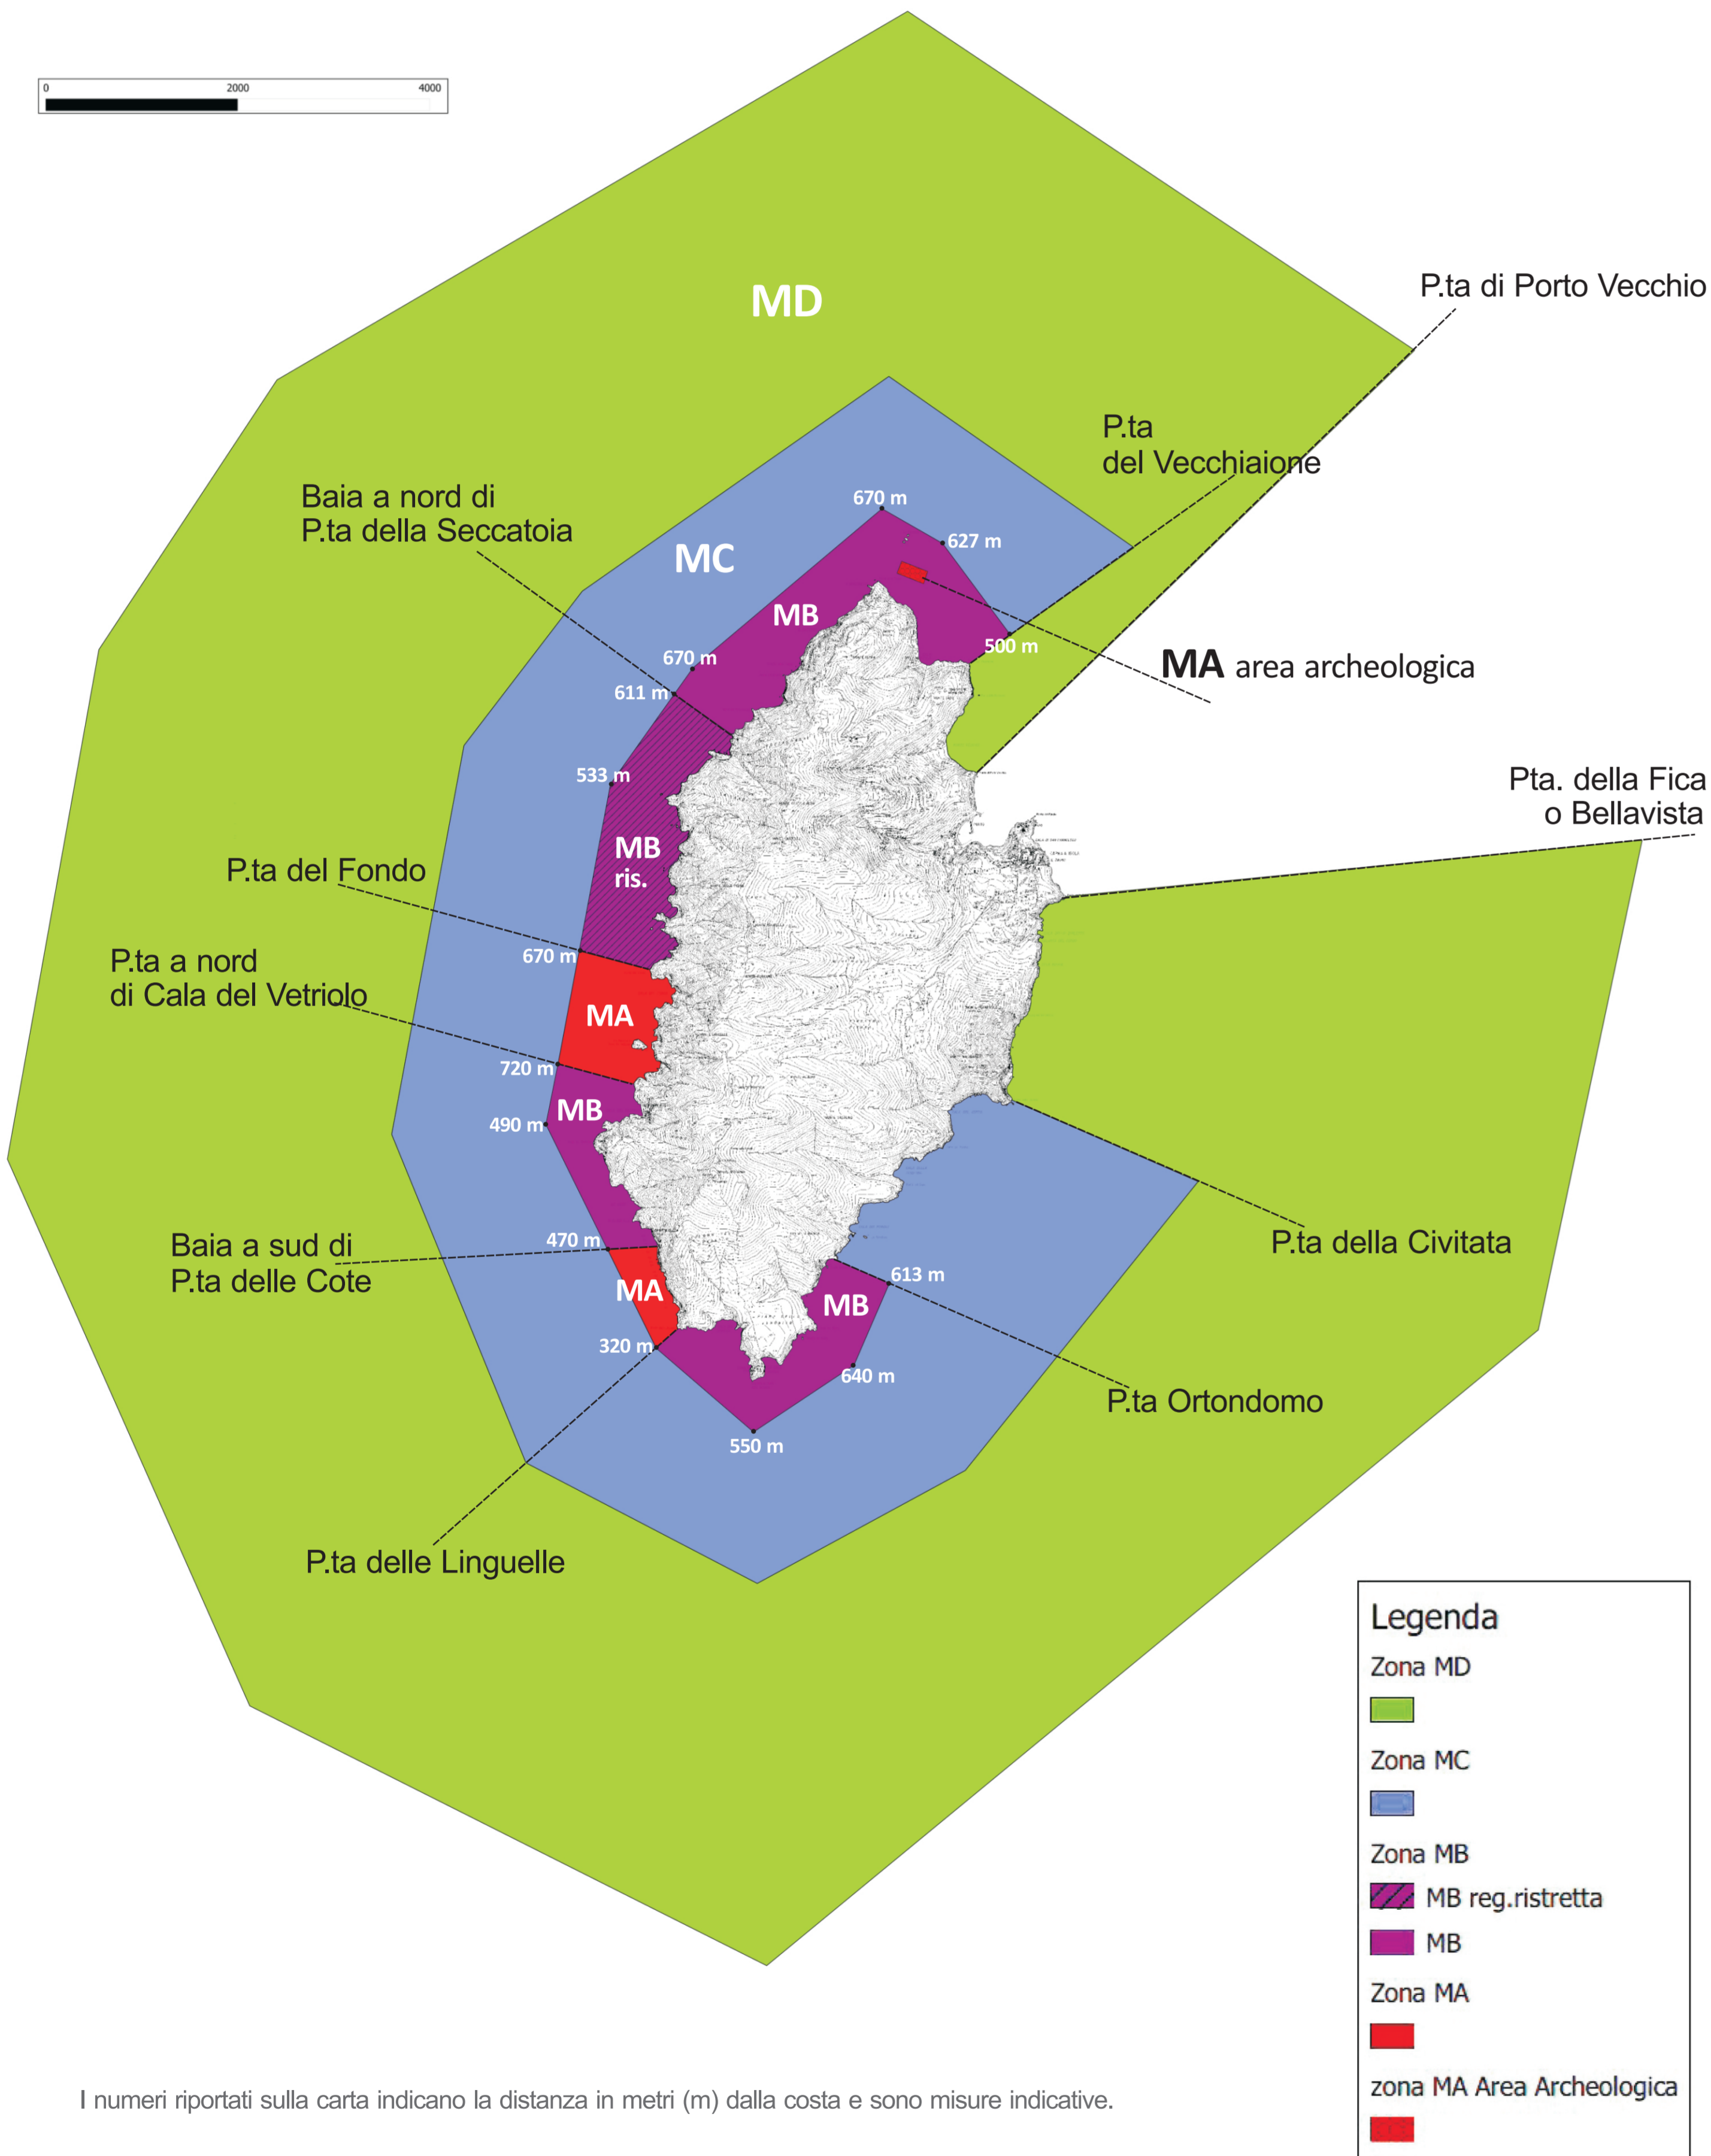 0 2000 4000
MD
P.ta di Porto Vecchio
P.ta
del Vecchiaione
Baia a nord di
P.ta della Seccatoia
670 m
627 m
MC
MB
500 m
670 m
MA area archeologica
611 m
533 m
Pta. della Fica
o Bellavista
MB
ris.
P.ta del Fondo
670 m
P.ta a nord
di Cala del Vetriolo
MA
720 m
MB
490 m
470 m
Baia a sud di
P.ta delle Cote
P.ta della Civitata
613 m
MA
MB
320 m
640 m
P.ta Ortondomo
550 m
P.ta delle Linguelle
Legenda
Zona MD
Zona MC
Zona MB
MB reg.ristretta
MB
Zona MA
zona MA Area Archeologica
I numeri riportati sulla carta indicano la distanza in metri (m) dalla costa e sono misure indicative.